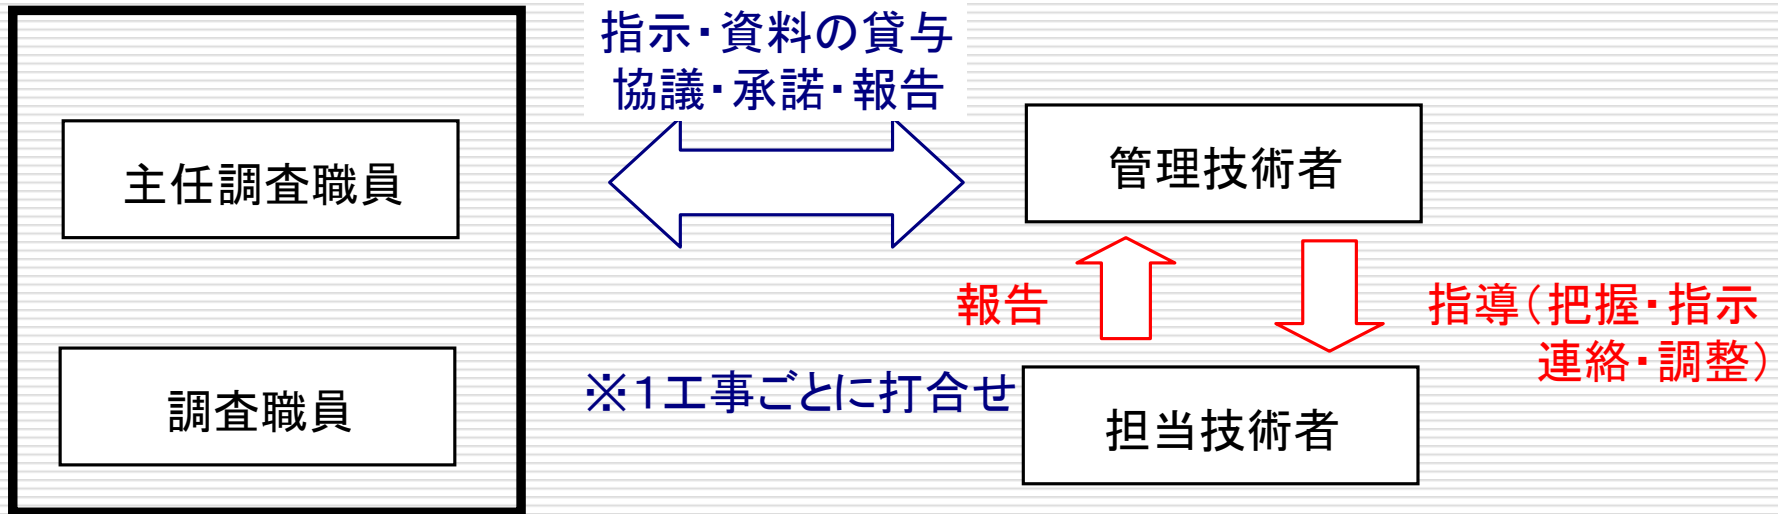 指示・資料の貸与
協議・承諾・報告
主任調査職員
管理技術者
報告
指導（把握・指示
連絡・調整）
※１工事ごとに打合せ
調査職員
担当技術者